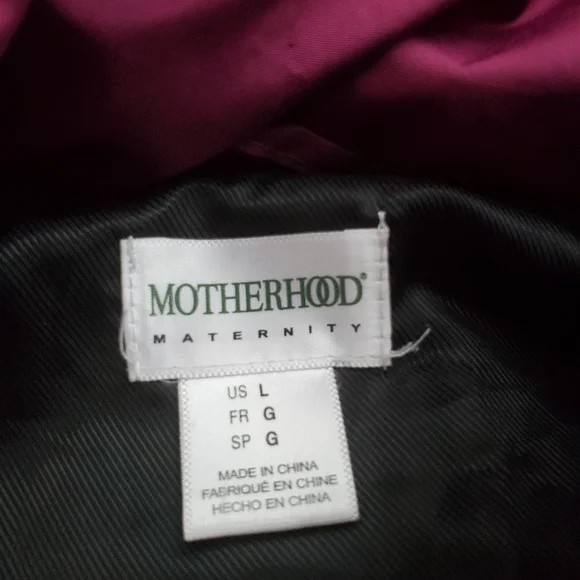 MOTHERHOOD®
MATERNITY
US L
FR G
SP G
MADE IN CHINA
FABRIQUÉ EN CHINE
HECHO EN CHINA